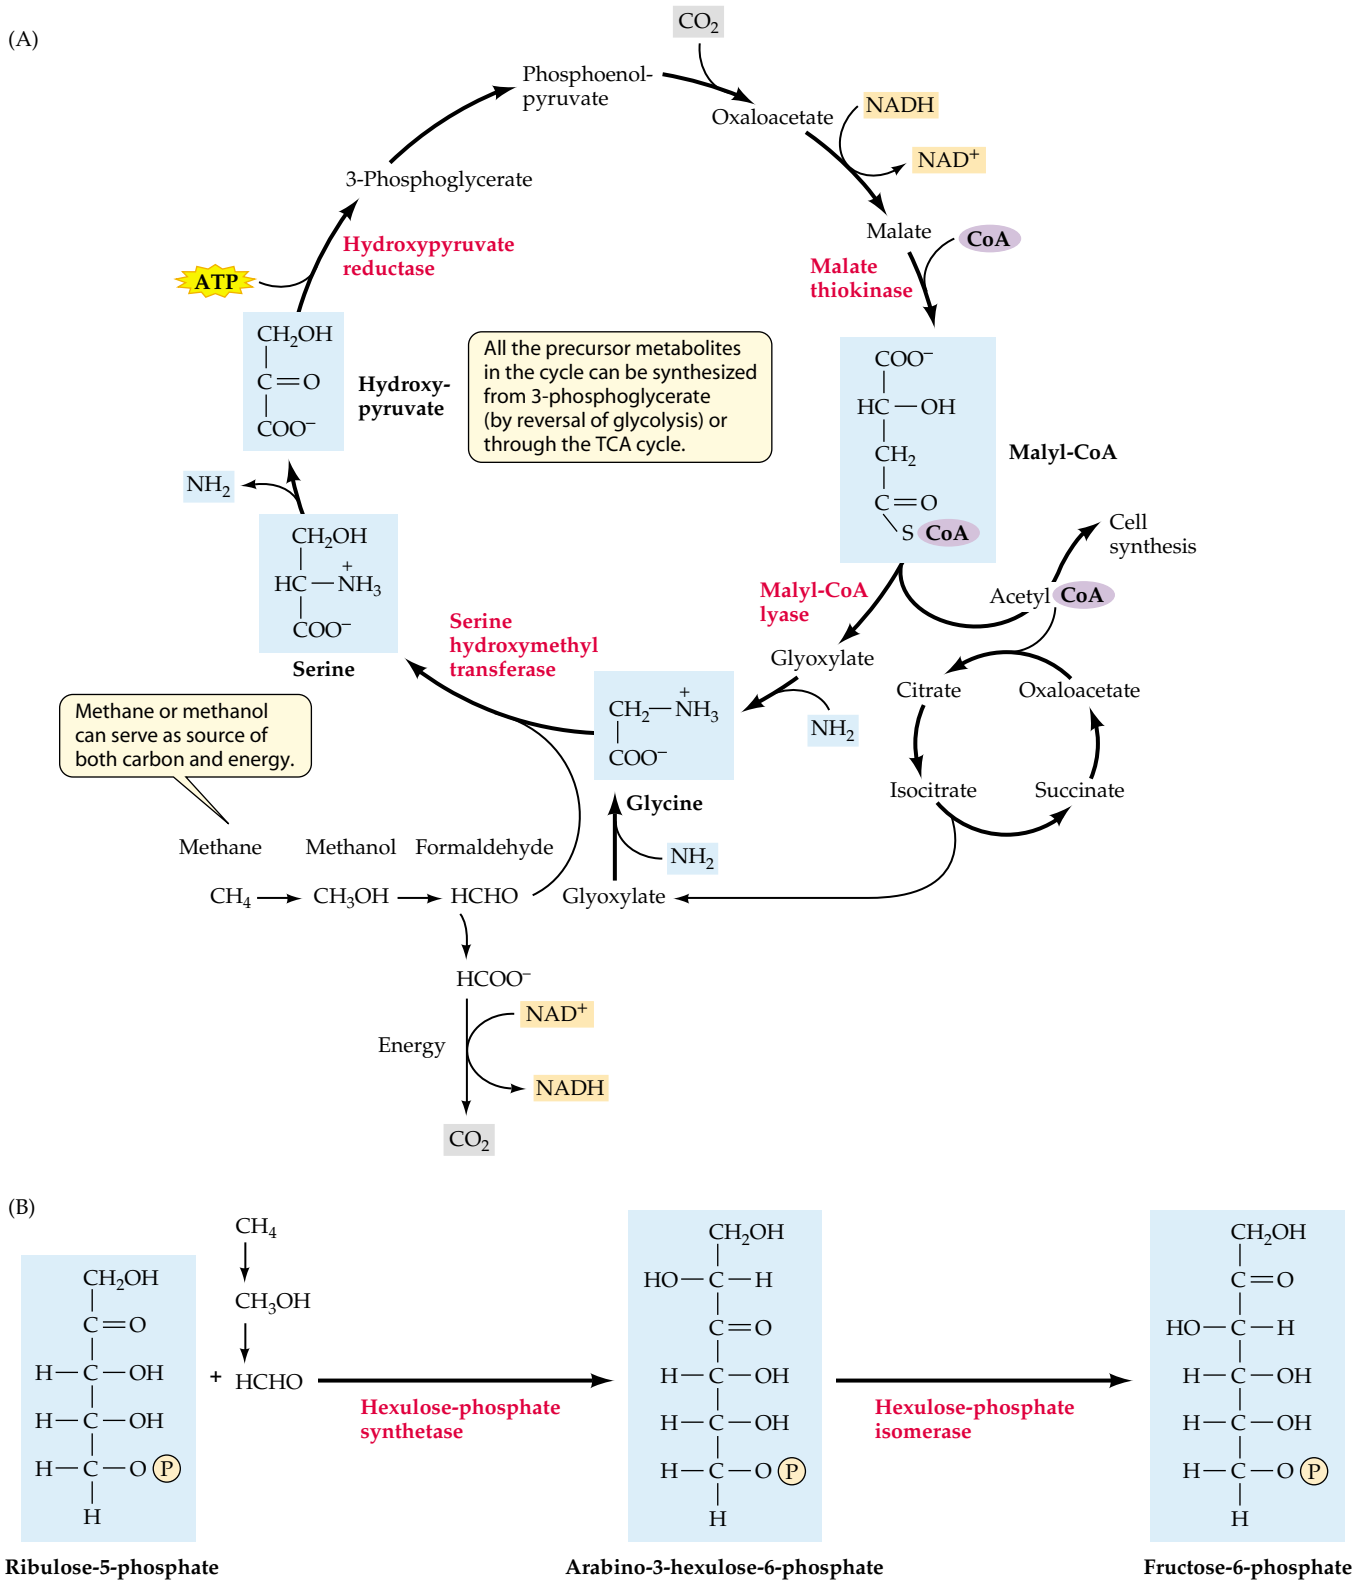 (A)
CO₂
Phosphoenol-
pyruvate
Oxaloacetate
NADH
NAD⁺
3-Phosphoglycerate
Malate
CoA
Hydroxypyruvate
reductase
Malate
thiokinase
ATP
CH₂OH
C=O
COO⁻
Hydroxy-
pyruvate
All the precursor metabolites
in the cycle can be synthesized
from 3-phosphoglycerate
(by reversal of glycolysis) or
through the TCA cycle.
COO⁻
HC—OH
CH₂
C=O
S CoA
Malyl-CoA
NH₂
CH₂OH
HC—NH₃
+
COO⁻
Serine
Cell
synthesis
Acetyl CoA
Malyl-CoA
lyase
Serine
hydroxymethyl
transferase
Glyoxylate
Citrate
Oxaloacetate
CH₂—NH₃
+
COO⁻
Glycine
NH₂
Isocitrate
Succinate
Methane or methanol
can serve as source of
both carbon and energy.
Methane
Methanol
Formaldehyde
NH₂
CH₄
CH₃OH
HCHO
Glyoxylate
HCOO⁻
NAD⁺
Energy
NADH
CO₂
(B)
CH₂OH
C=O
H—C—OH
H—C—OH
H—C—O P
H
Ribulose-5-phosphate
+
CH₄
CH₃OH
HCHO
Hexulose-phosphate
synthetase
CH₂OH
HO—C—H
C=O
H—C—OH
H—C—OH
H—C—O P
H
Arabino-3-hexulose-6-phosphate
Hexulose-phosphate
isomerase
CH₂OH
C=O
HO—C—H
H—C—OH
H—C—OH
H—C—O P
H
Fructose-6-phosphate